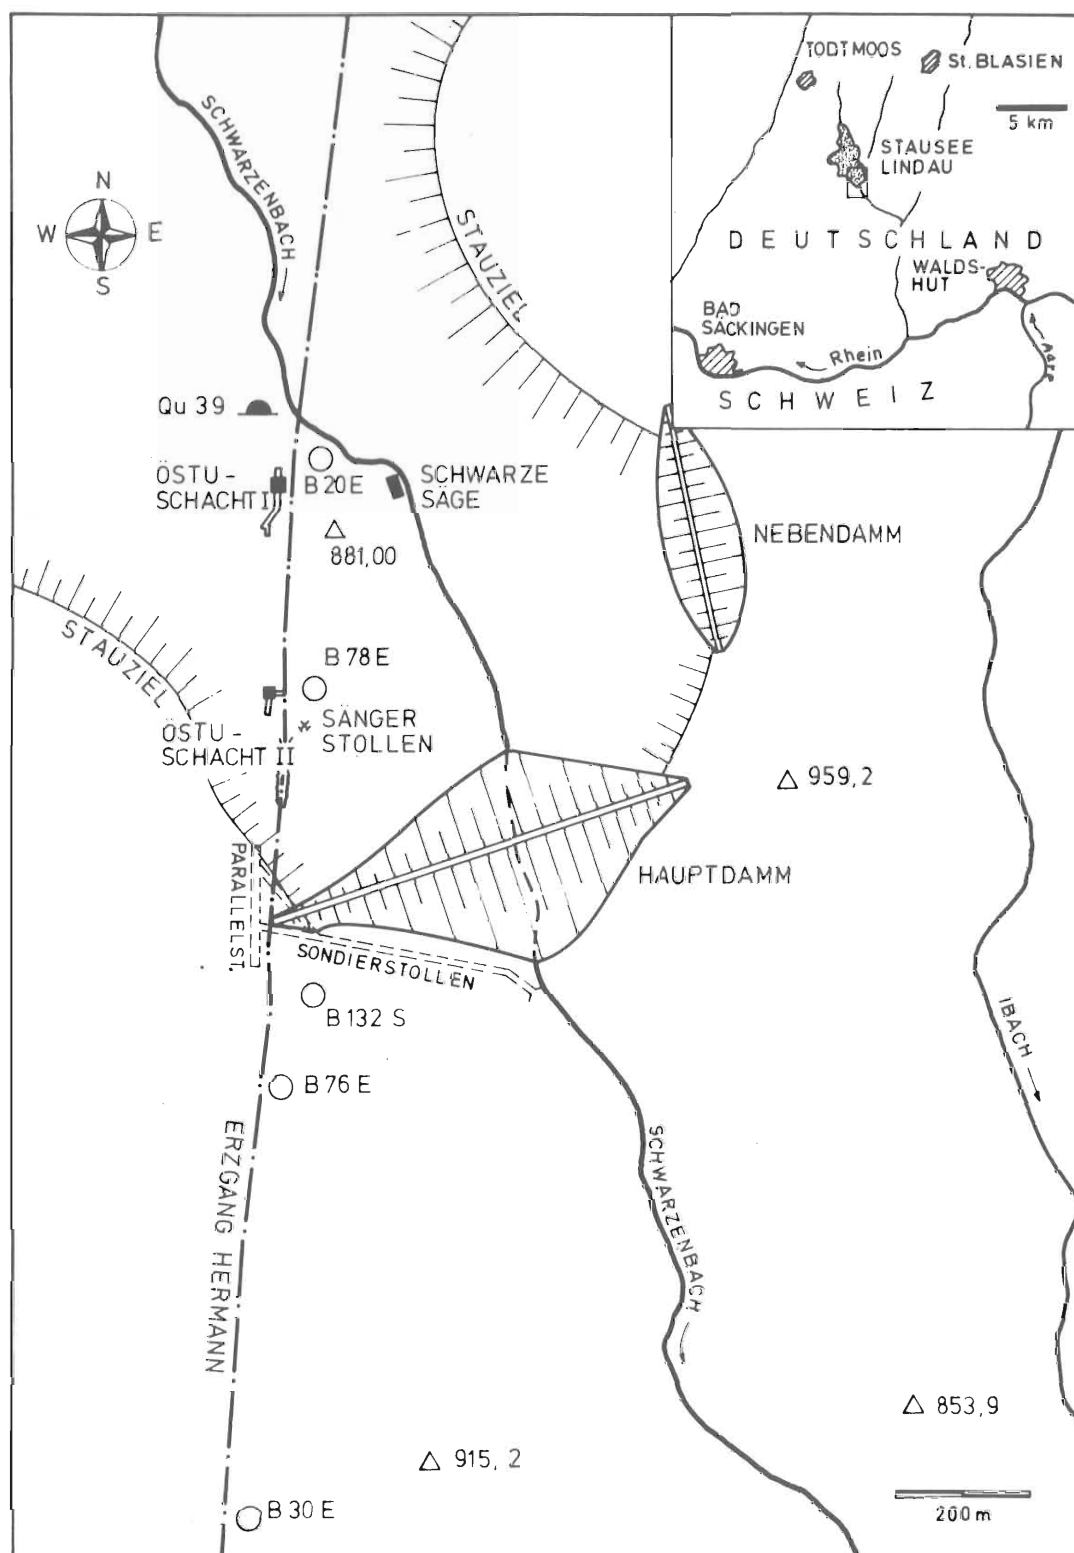 TODTMOOS
St. BLASIEN
5 km
STAUSEE
LINDAU
DEUTSCHLAND
WALDS-
HUT
BAD
SÄCKINGEN
Rhein
Aare
SCHWEIZ
SCHWARZENBACH
N
W E
S
STAUZIEL
Qu 39
ÖSTU-
SCHACHT I
B 20 E
SCHWARZE
SÄGE
881,00
NEBENDAMM
STAUZIEL
B 78 E
SÄNGER
STOLLEN
ÖSTU-
SCHACHT II
959,2
HAUPTDAMM
PARALLELST.
SONDIERSTOLLEN
B 132 S
IBACH
B 76 E
ERZGANG HERMANN
SCHWARZENBACH
853,9
915,2
B 30 E
200 m